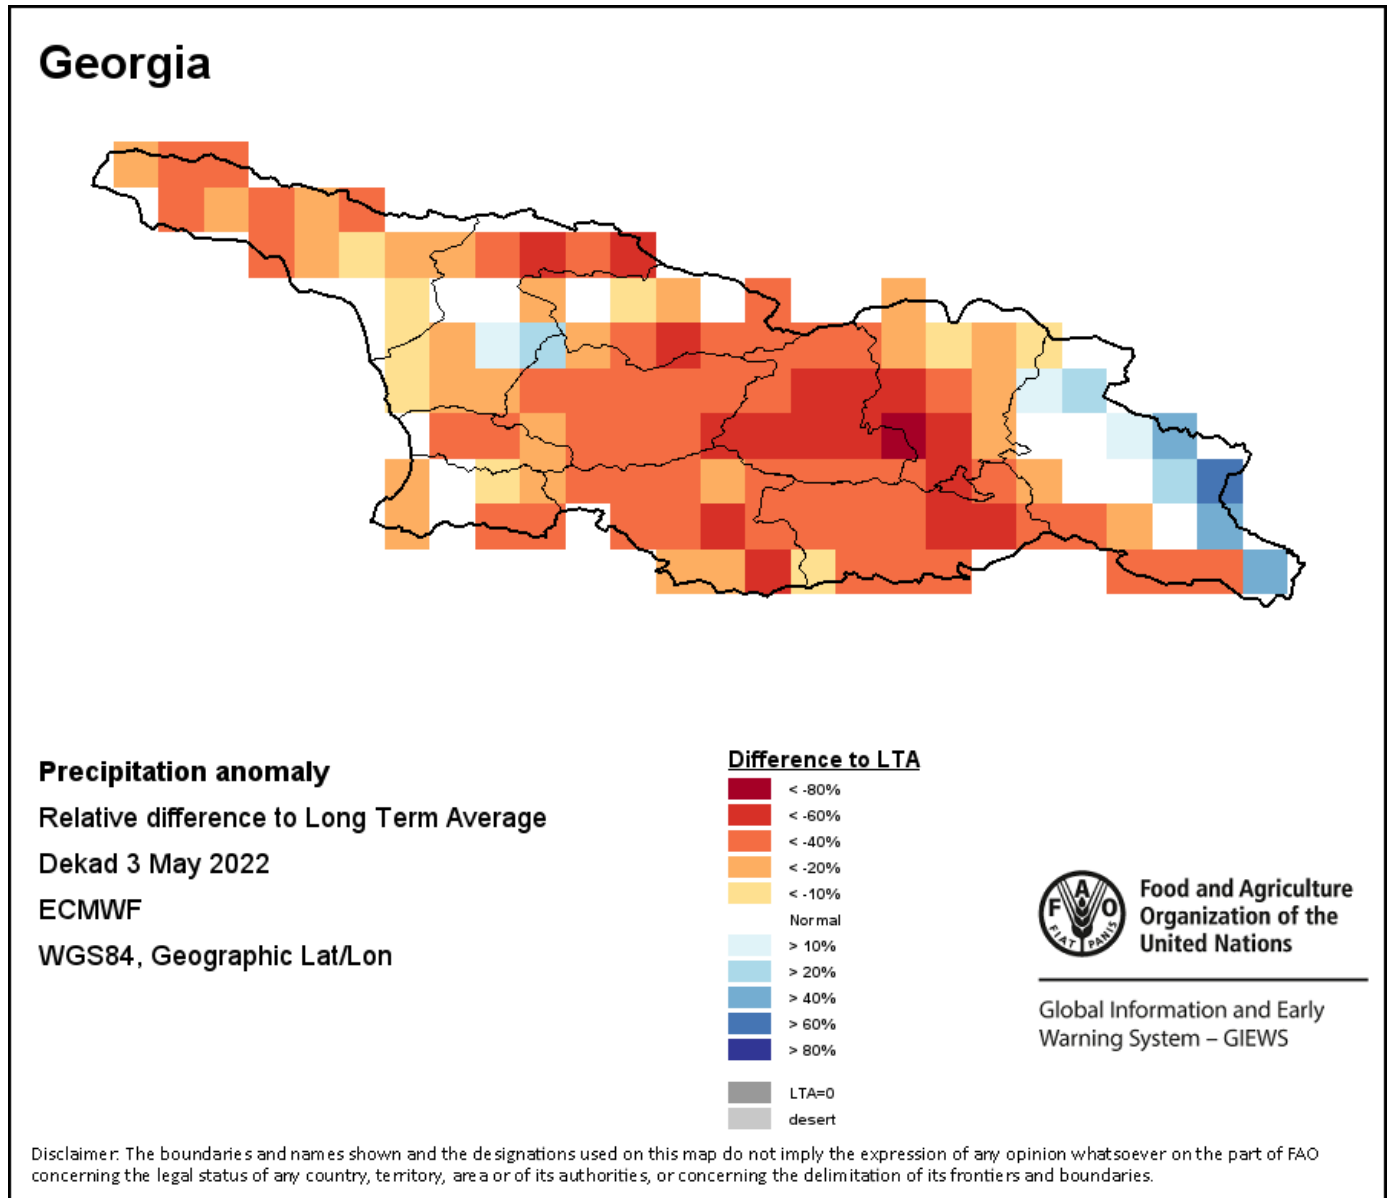 Georgia
Precipitation anomaly
Relative difference to Long Term Average
Dekad 3 May 2022
ECMWF
WGS84, Geographic Lat/Lon
Difference to LTA
< -80%
< -60%
< -40%
< -20%
< -10%
Normal
> 10%
> 20%
> 40%
> 60%
> 80%
LTA=0
desert
F A O
FIAT PANIS
Food and Agriculture
Organization of the
United Nations
Global Information and Early
Warning System – GIEWS
Disclaimer: The boundaries and names shown and the designations used on this map do not imply the expression of any opinion whatsoever on the part of FAO
concerning the legal status of any country, territory, area or of its authorities, or concerning the delimitation of its frontiers and boundaries.